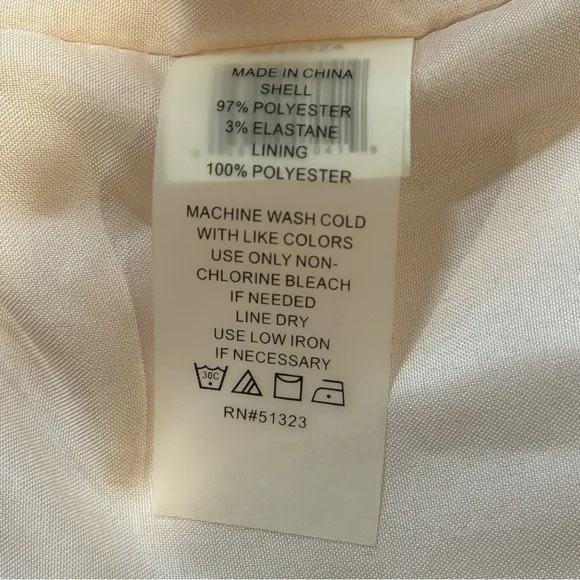 MADE IN CHINA
SHELL
97% POLYESTER
3% ELASTANE
LINING
100% POLYESTER
MACHINE WASH COLD
WITH LIKE COLORS
USE ONLY NON-
CHLORINE BLEACH
IF NEEDED
LINE DRY
USE LOW IRON
IF NECESSARY
30C
RN#51323